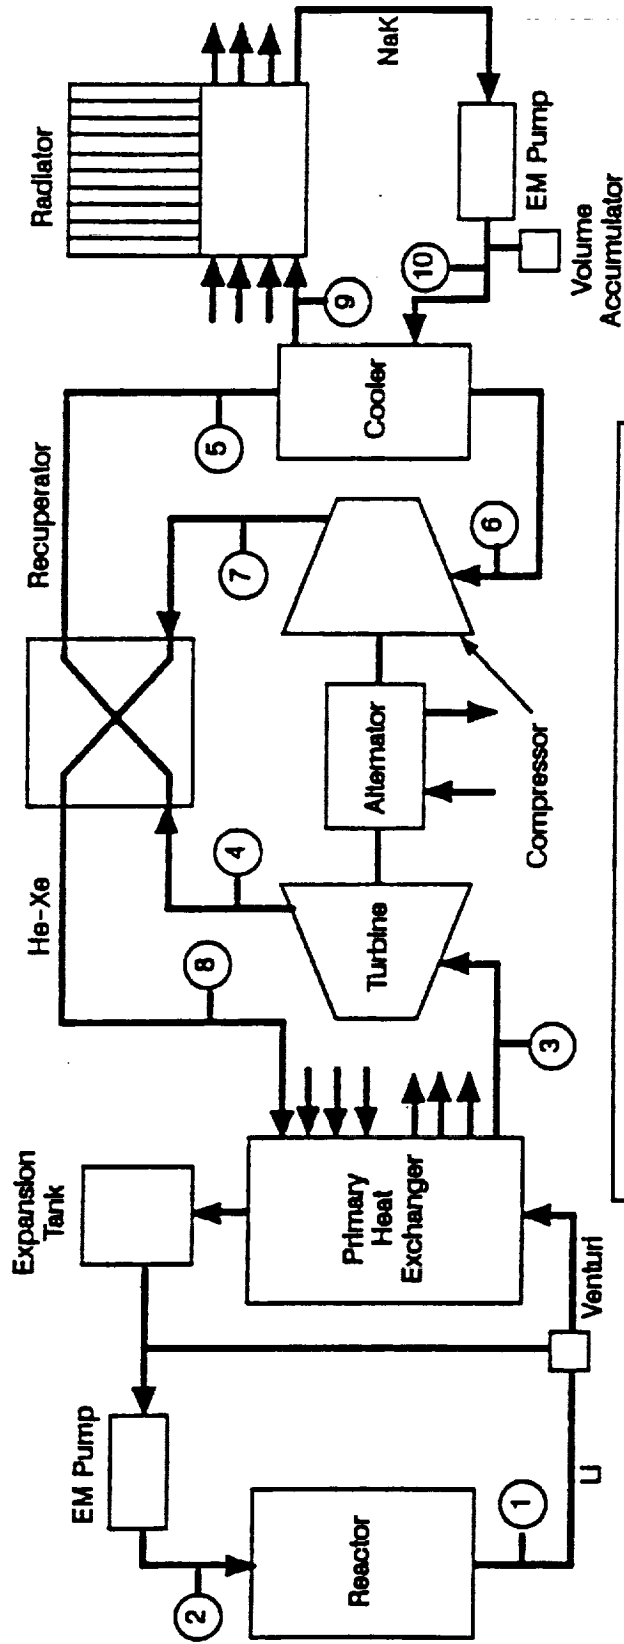 Expansion
Tank
EM Pump
2
Reactor
1
Li
Venturi
Primary
Heat
Exchanger
He-Xe
8
4
3
Turbine
Alternator
Compressor
Recuperator
7
5
6
Cooler
9
10
Radiator
NaK
EM Pump
Volume
Accumulator